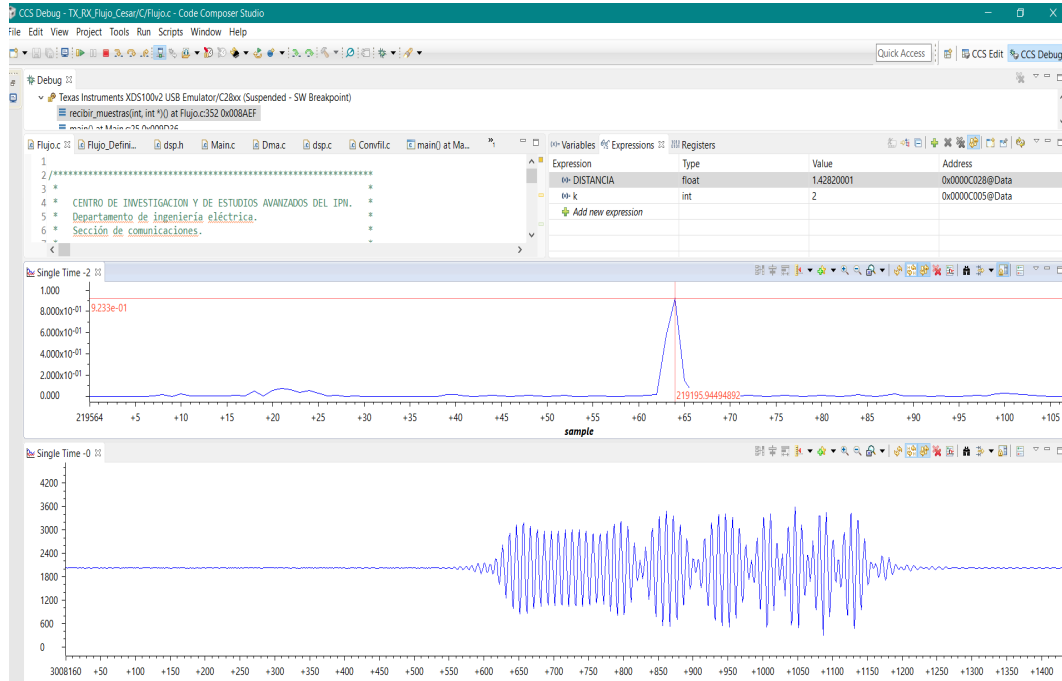 CCS Debug - TX_RX_Flujo_Cesar/C/Flujo.c - Code Composer Studio
File Edit View Project Tools Run Scripts Window Help
Quick Access CCS Edit CCS Debug
Debug
Texas Instruments XDS100v2 USB Emulator/C28xx (Suspended - SW Breakpoint)
recibir_muestras(int, int *)() at Flujo.c:352 0x008AEF
main() at Main.c:25 0x009D36
Flujo.c Flujo_Defini... dsp.h Main.c Dma.c dsp.c Convfil.c main() at Ma... 1
Variables Expressions Registers
1
2 /****************************************************************
3 * *
4 * CENTRO DE INVESTIGACION Y DE ESTUDIOS AVANZADOS DEL IPN. *
5 * Departamento de ingeniería eléctrica. *
6 * Sección de comunicaciones. *
Expression Type Value Address
DISTANCIA float 1.42820001 0x0000C028@Data
k int 2 0x0000C005@Data
Add new expression
Single Time -2
1.000
8.000x10⁻⁰¹
6.000x10⁻⁰¹
4.000x10⁻⁰¹
2.000x10⁻⁰¹
0.000
9.233e-01
219195.94494892
219564 +5 +10 +15 +20 +25 +30 +35 +40 +45 +50 +55 +60 +65 +70 +75 +80 +85 +90 +95 +100 +105
sample
Single Time -0
4200
3600
3000
2400
1800
1200
600
0
3008160 +50 +100 +150 +200 +250 +300 +350 +400 +450 +500 +550 +600 +650 +700 +750 +800 +850 +900 +950 +1000 +1050 +1100 +1150 +1200 +1250 +1300 +1350 +1400